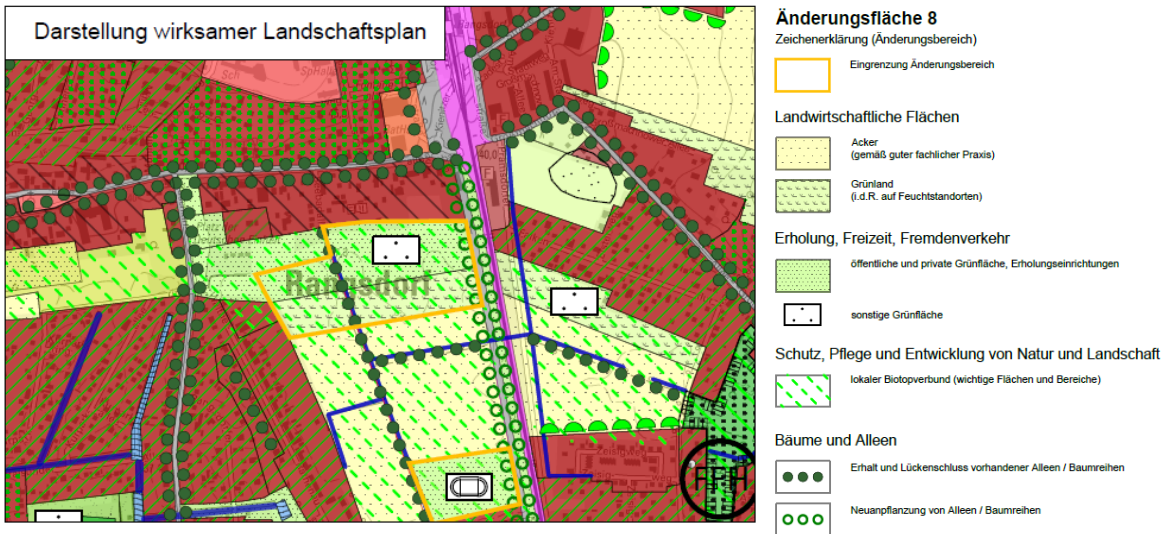 Darstellung wirksamer Landschaftsplan
Rangsdorf
Zeisigweg
Änderungsfläche 8
Zeichenerklärung (Änderungsbereich)
Eingrenzung Änderungsbereich
Landwirtschaftliche Flächen
Acker
(gemäß guter fachlicher Praxis)
Grünland
(i.d.R. auf Feuchtstandorten)
Erholung, Freizeit, Fremdenverkehr
öffentliche und private Grünfläche, Erholungseinrichtungen
sonstige Grünfläche
Schutz, Pflege und Entwicklung von Natur und Landschaft
lokaler Biotopverbund (wichtige Flächen und Bereiche)
Bäume und Alleen
Erhalt und Lückenschluss vorhandener Alleen / Baumreihen
Neuanpflanzung von Alleen / Baumreihen